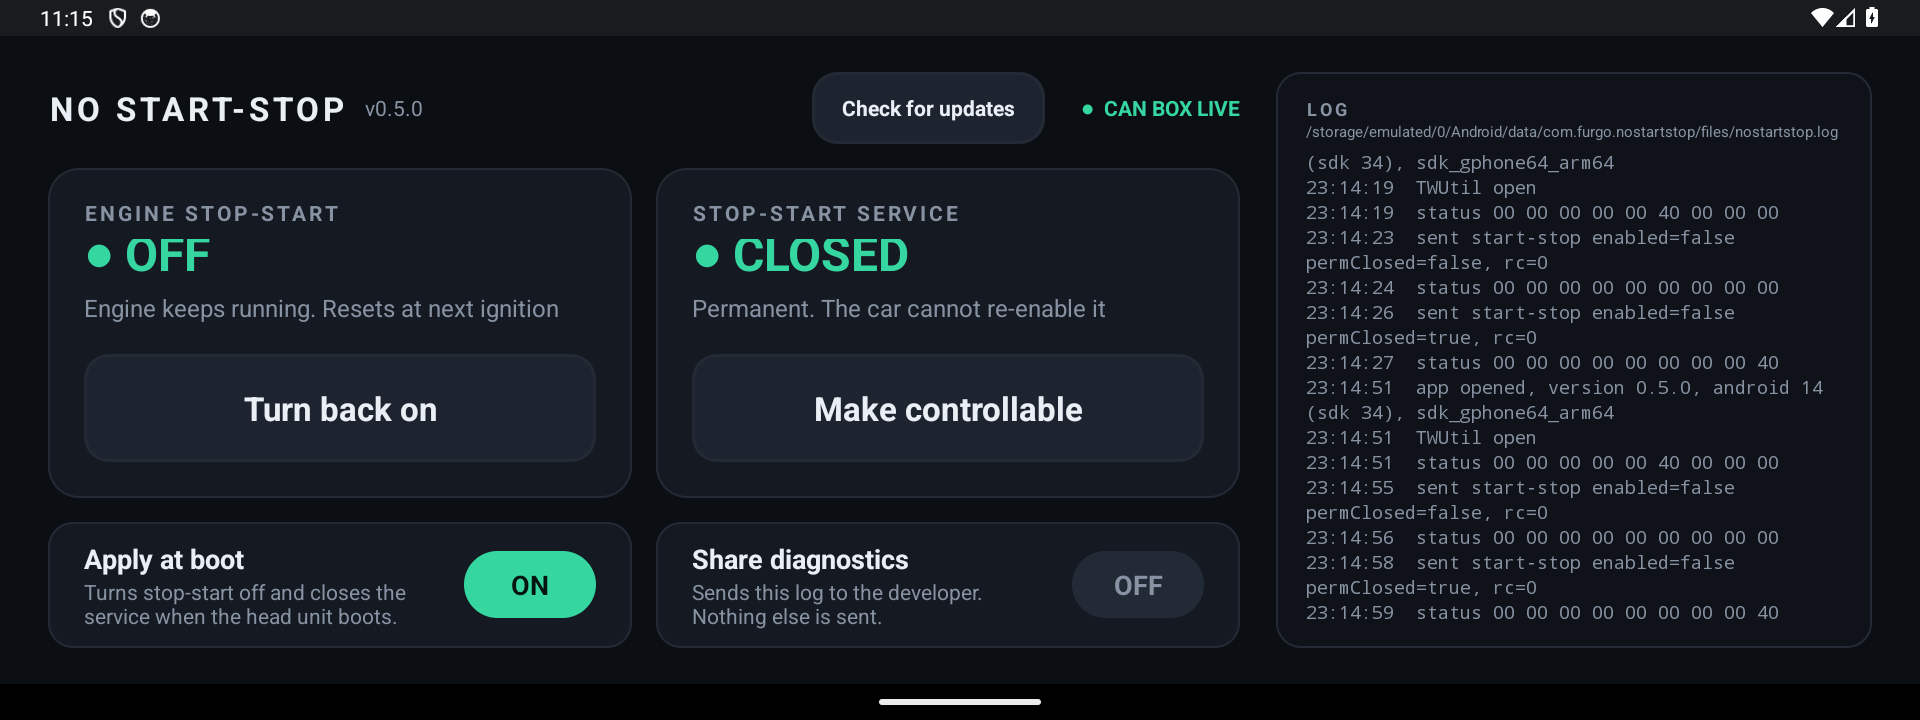 11:15
NO START-STOP v0.5.0
Check for updates
CAN BOX LIVE
ENGINE STOP-START
OFF
Engine keeps running. Resets at next ignition
Turn back on
STOP-START SERVICE
CLOSED
Permanent. The car cannot re-enable it
Make controllable
Apply at boot
Turns stop-start off and closes the
service when the head unit boots.
ON
Share diagnostics
Sends this log to the developer.
Nothing else is sent.
OFF
LOG
/storage/emulated/0/Android/data/com.furgo.nostartstop/files/nostartstop.log
(sdk 34), sdk_gphone64_arm64
23:14:19  TWUtil open
23:14:19  status 00 00 00 00 00 40 00 00 00
23:14:23  sent start-stop enabled=false
permClosed=false, rc=0
23:14:24  status 00 00 00 00 00 00 00 00 00
23:14:26  sent start-stop enabled=false
permClosed=true, rc=0
23:14:27  status 00 00 00 00 00 00 00 00 40
23:14:51  app opened, version 0.5.0, android 14
(sdk 34), sdk_gphone64_arm64
23:14:51  TWUtil open
23:14:51  status 00 00 00 00 00 40 00 00 00
23:14:55  sent start-stop enabled=false
permClosed=false, rc=0
23:14:56  status 00 00 00 00 00 00 00 00 00
23:14:58  sent start-stop enabled=false
permClosed=true, rc=0
23:14:59  status 00 00 00 00 00 00 00 00 40